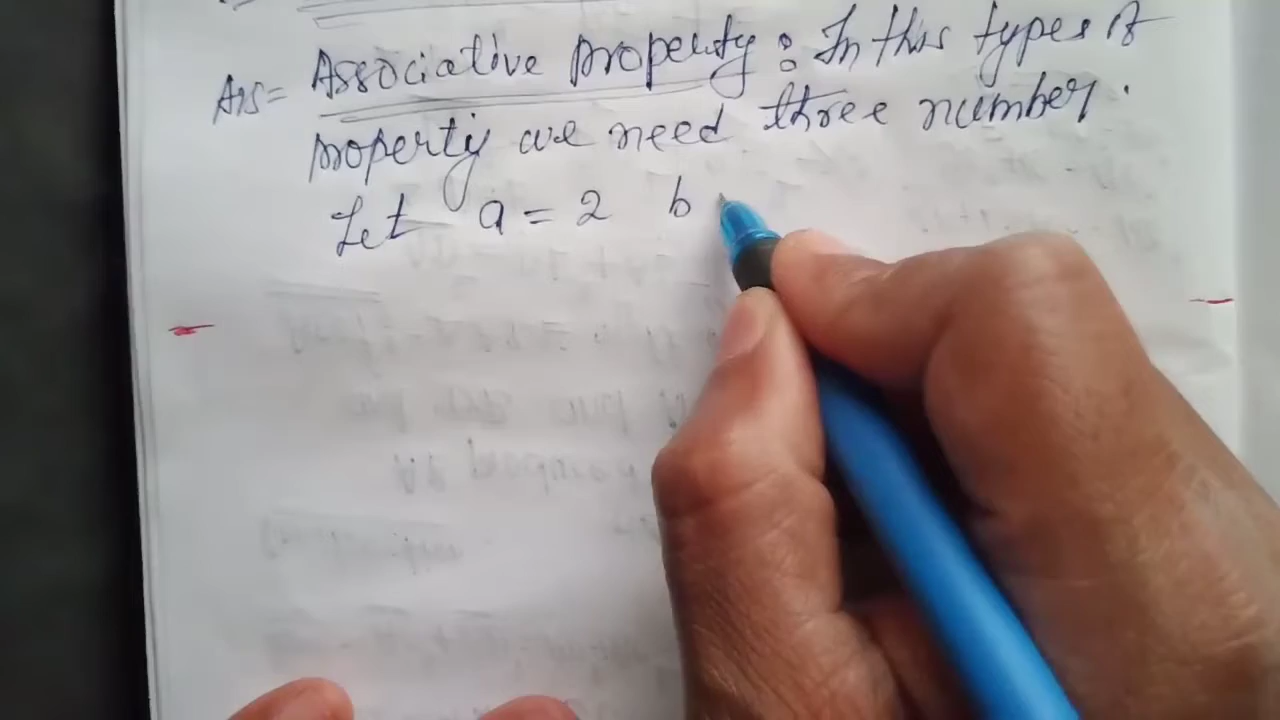 Ans= Associative property: In this types of
property we need three number.
Let a = 2 b